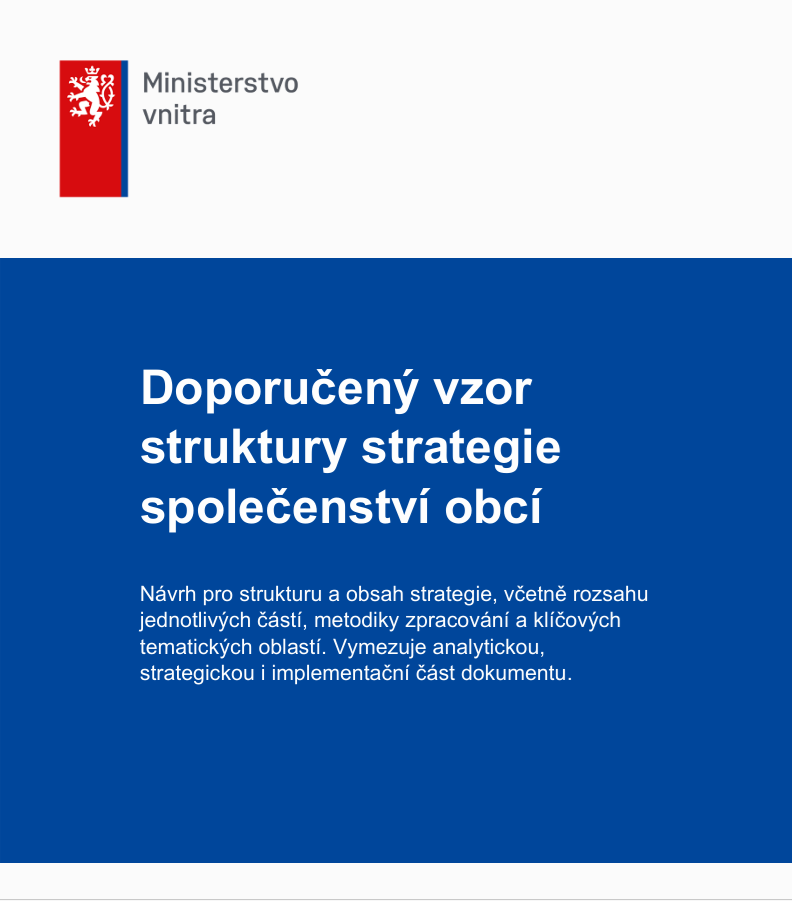 Ministerstvo
vnitra
Doporučený vzor
struktury strategie
společenství obcí
Návrh pro strukturu a obsah strategie, včetně rozsahu
jednotlivých částí, metodiky zpracování a klíčových
tematických oblastí. Vymezuje analytickou,
strategickou i implementační část dokumentu.